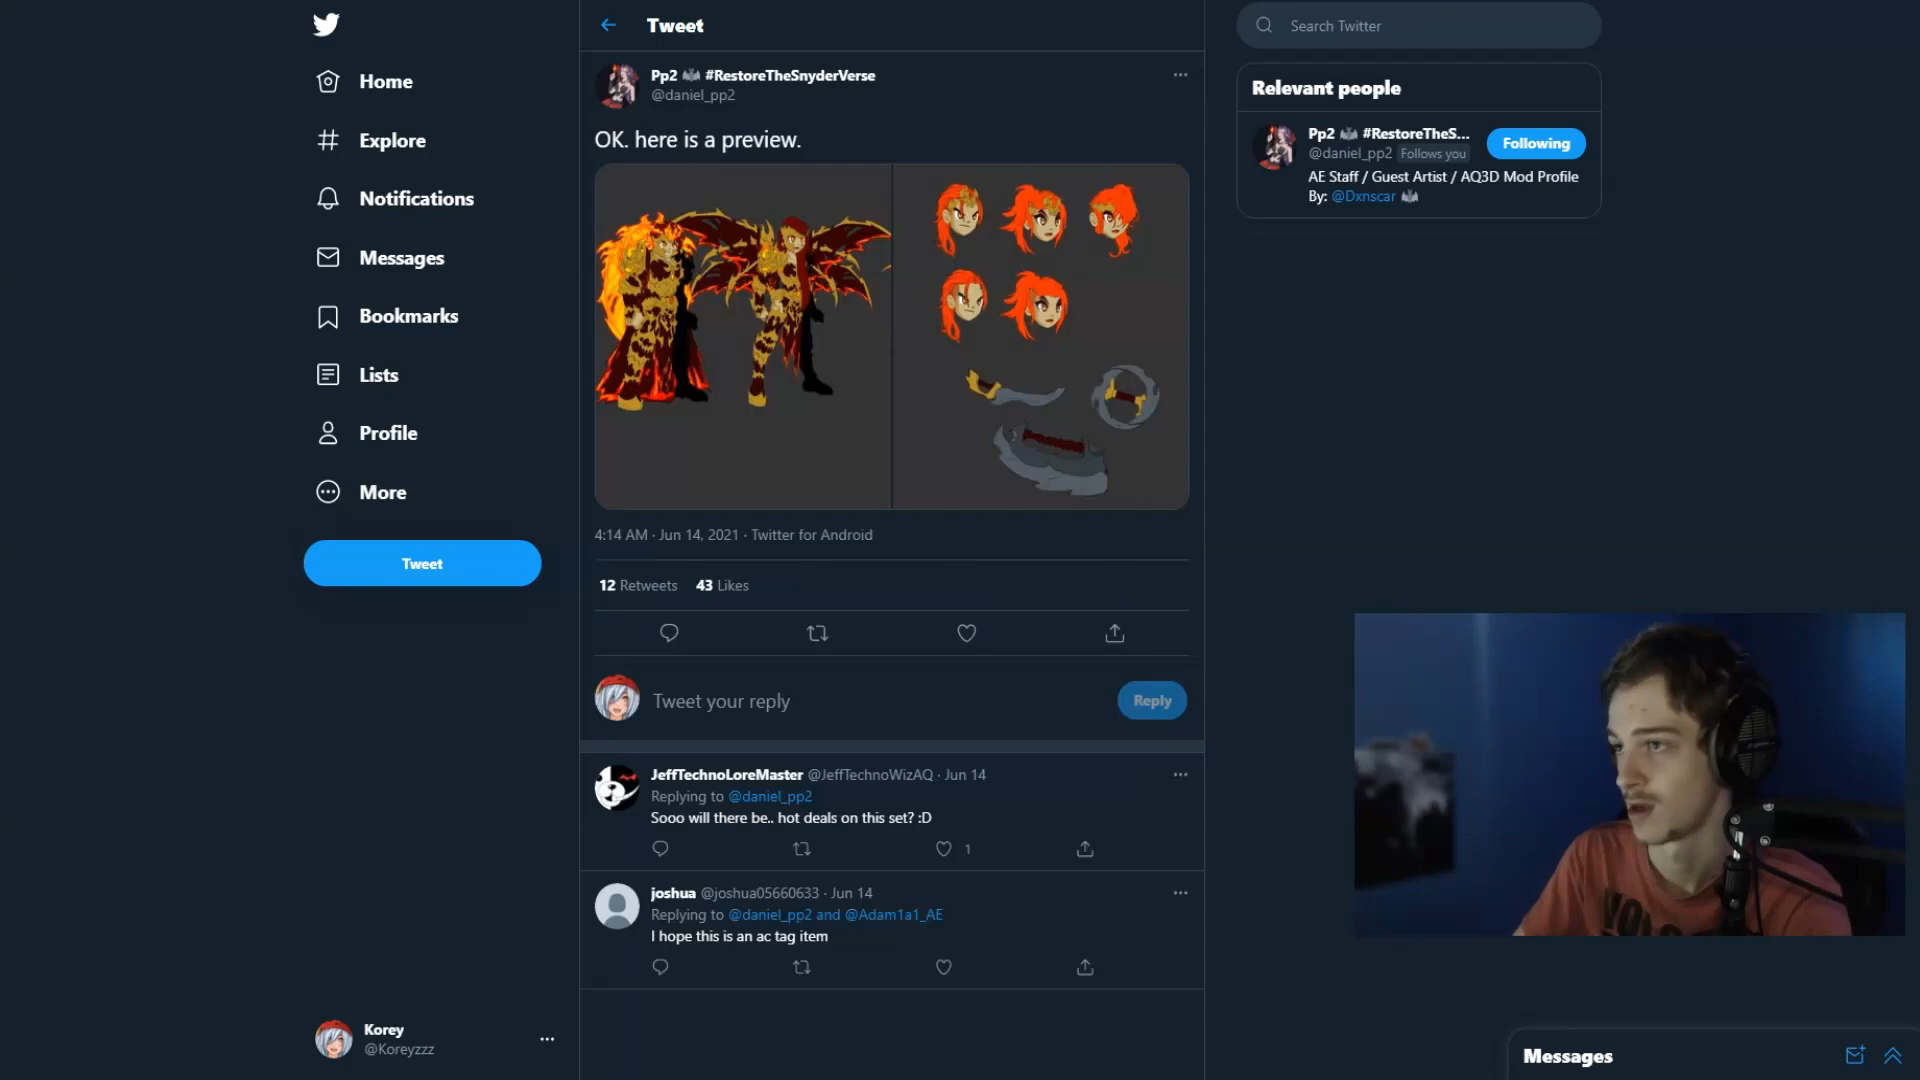 Home
Explore
Notifications
Messages
Bookmarks
Lists
Profile
More
Tweet
Korey
@Koreyzzz
Tweet
Pp2 #RestoreTheSnyderVerse
@daniel_pp2
OK. here is a preview.
4:14 AM · Jun 14, 2021 · Twitter for Android
12 Retweets 43 Likes
Tweet your reply
Reply
JeffTechnoLoreMaster @JeffTechnoWizAQ · Jun 14
Replying to @daniel_pp2
Sooo will there be.. hot deals on this set? :D
1
joshua @joshua05660633 · Jun 14
Replying to @daniel_pp2 and @Adam1a1_AE
I hope this is an ac tag item
Search Twitter
Relevant people
Pp2 #RestoreTheS...
@daniel_pp2 Follows you
Following
AE Staff / Guest Artist / AQ3D Mod Profile
By: @Dxnscar
Messages